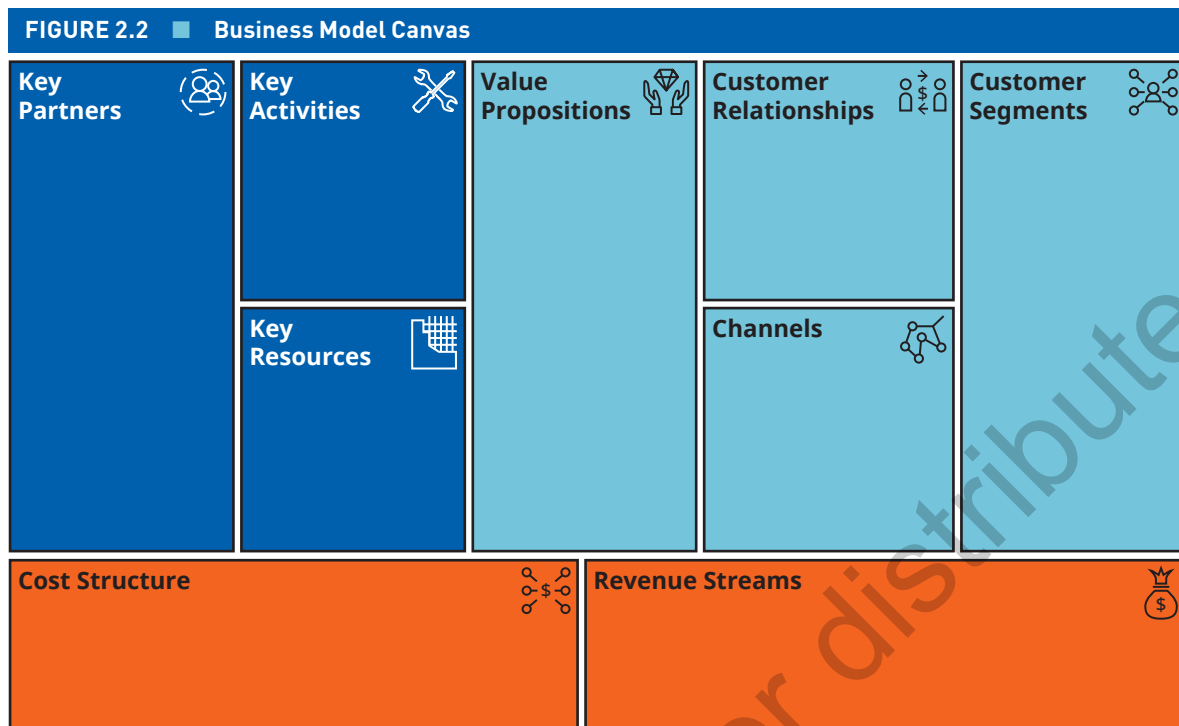 FIGURE 2.2 Business Model Canvas
Key
Partners
Key
Activities
Value
Propositions
Customer
Relationships
Customer
Segments
Key
Resources
Channels
Cost Structure
$
Revenue Streams
$
$
or distribute